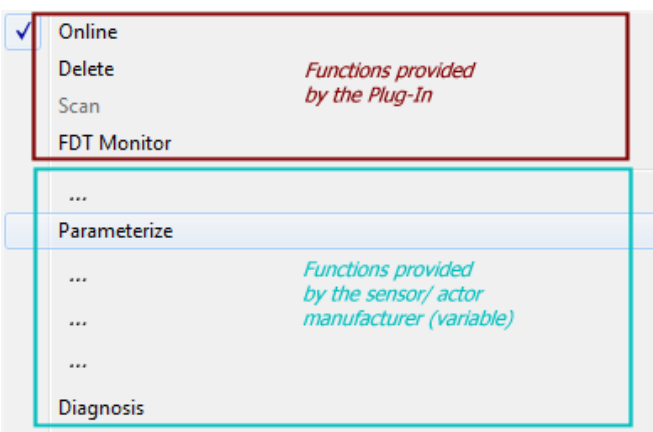 Online
Delete
Scan
FDT Monitor
Functions provided
by the Plug-In
...
Parameterize
...
...
...
Diagnosis
Functions provided
by the sensor/ actor
manufacturer (variable)